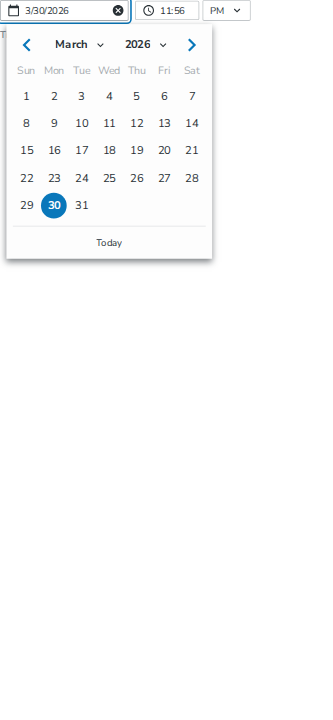 3/30/2026 11:56 PM
T
March 2026
Sun Mon Tue Wed Thu Fri Sat
1 2 3 4 5 6 7
8 9 10 11 12 13 14
15 16 17 18 19 20 21
22 23 24 25 26 27 28
29 30 31
Today